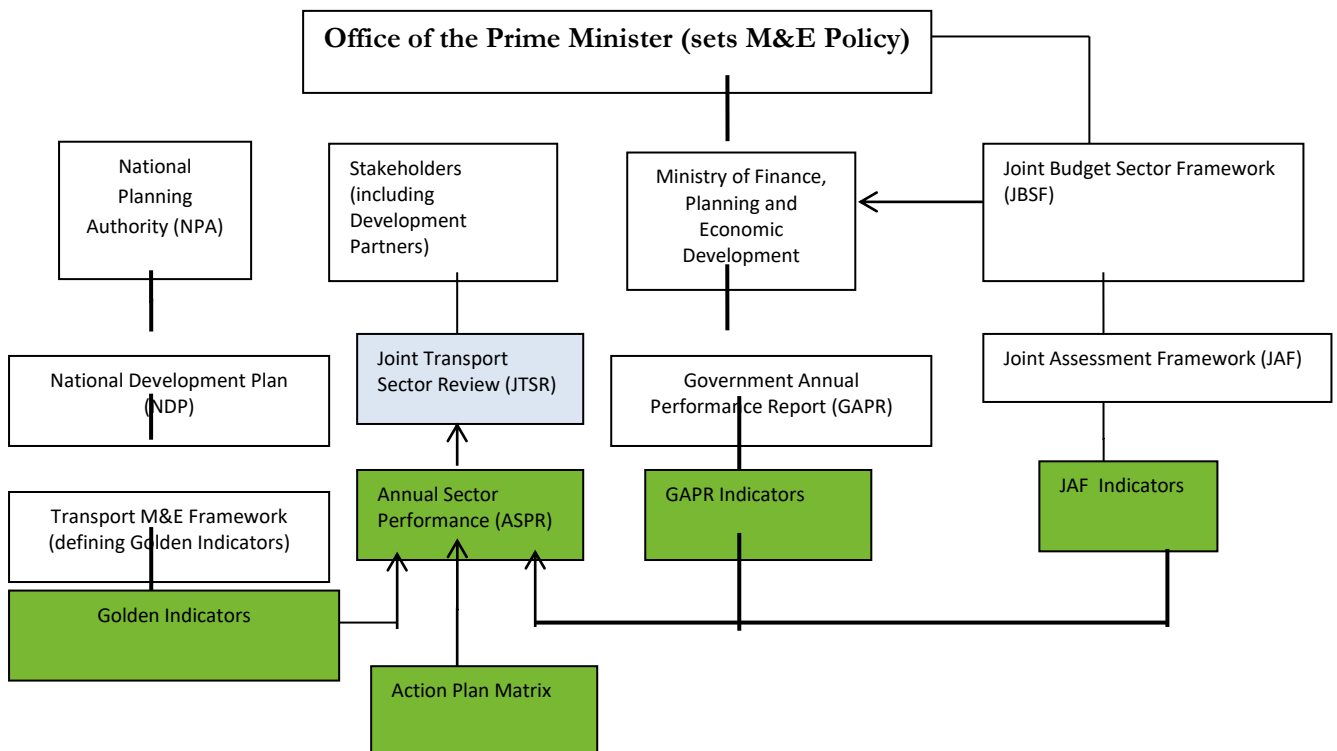 Office of the Prime Minister (sets M&E Policy)
National
Planning
Authority (NPA)
Stakeholders
(including
Development
Partners)
Ministry of Finance,
Planning and
Economic
Development
Joint Budget Sector Framework
(JBSF)
National Development Plan
(NDP)
Joint Transport
Sector Review (JTSR)
Government Annual
Performance Report (GAPR)
Joint Assessment Framework (JAF)
Transport M&E Framework
(defining Golden Indicators)
Annual Sector
Performance (ASPR)
GAPR Indicators
JAF Indicators
Golden Indicators
Action Plan Matrix